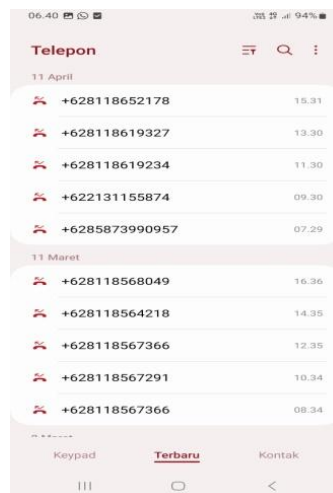 06.40 94%
Telepon
11 April
+628118652178 15.31
+628118619327 13.30
+628118619234 11.30
+622131155874 09.30
+6285873990957 07.29
11 Maret
+628118568049 16.36
+628118564218 14.35
+628118567366 12.35
+628118567291 10.34
+628118567366 08.34
Keypad Terbaru Kontak